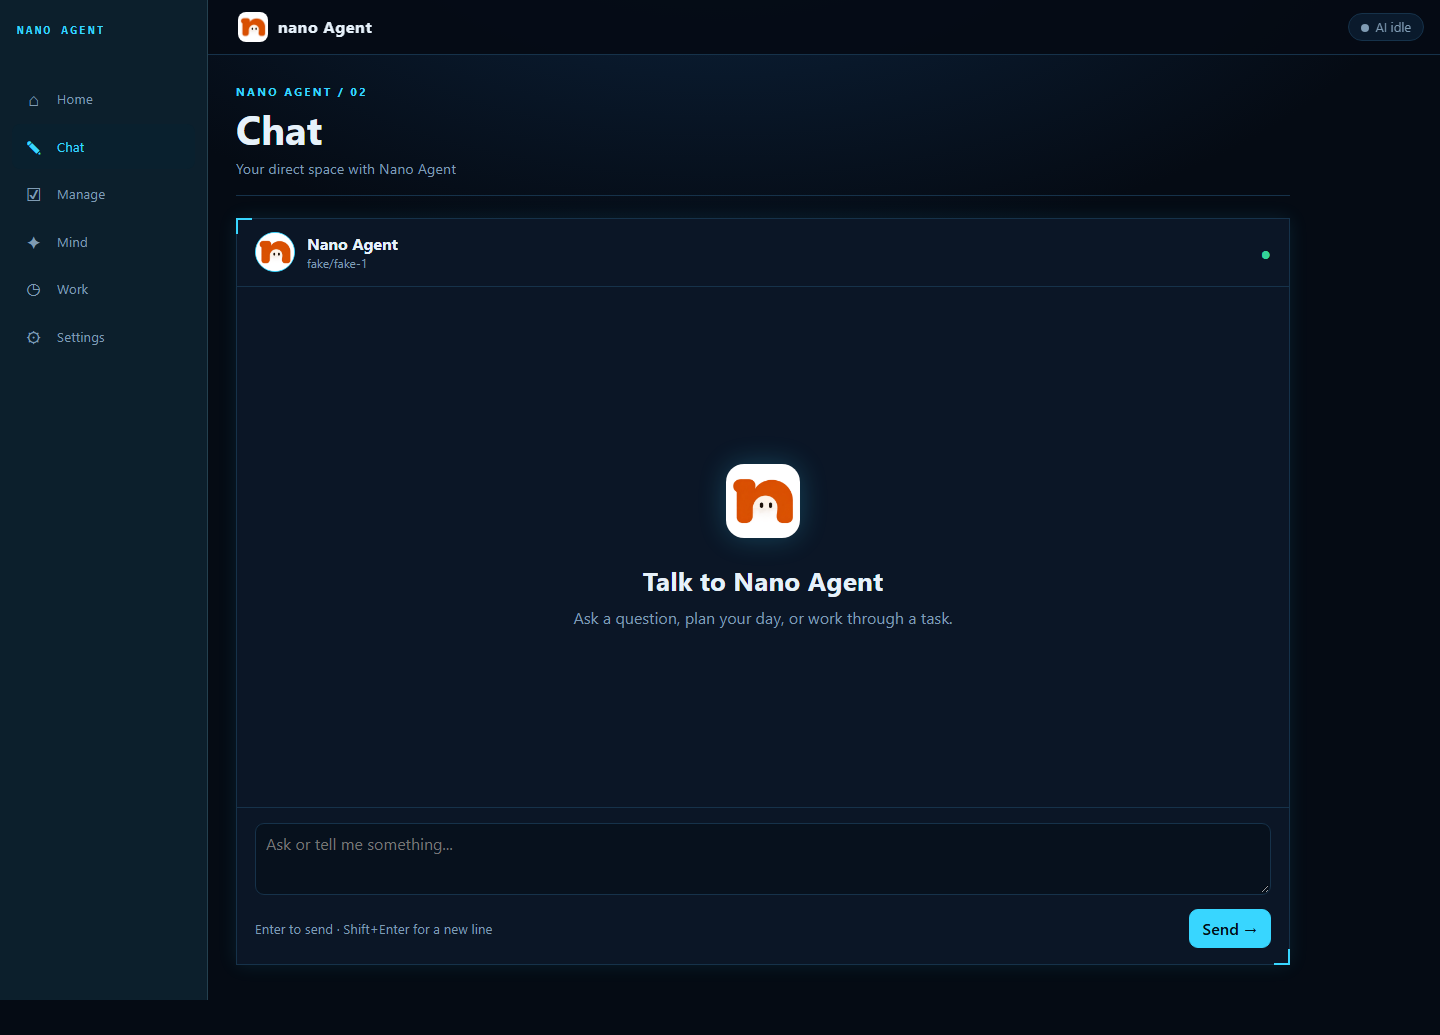 NANO AGENT
nano Agent
AI idle
Home
Chat
Manage
Mind
Work
Settings
NANO AGENT / 02
Chat
Your direct space with Nano Agent
Nano Agent
fake/fake-1
Talk to Nano Agent
Ask a question, plan your day, or work through a task.
Ask or tell me something...
Enter to send · Shift+Enter for a new line
Send →